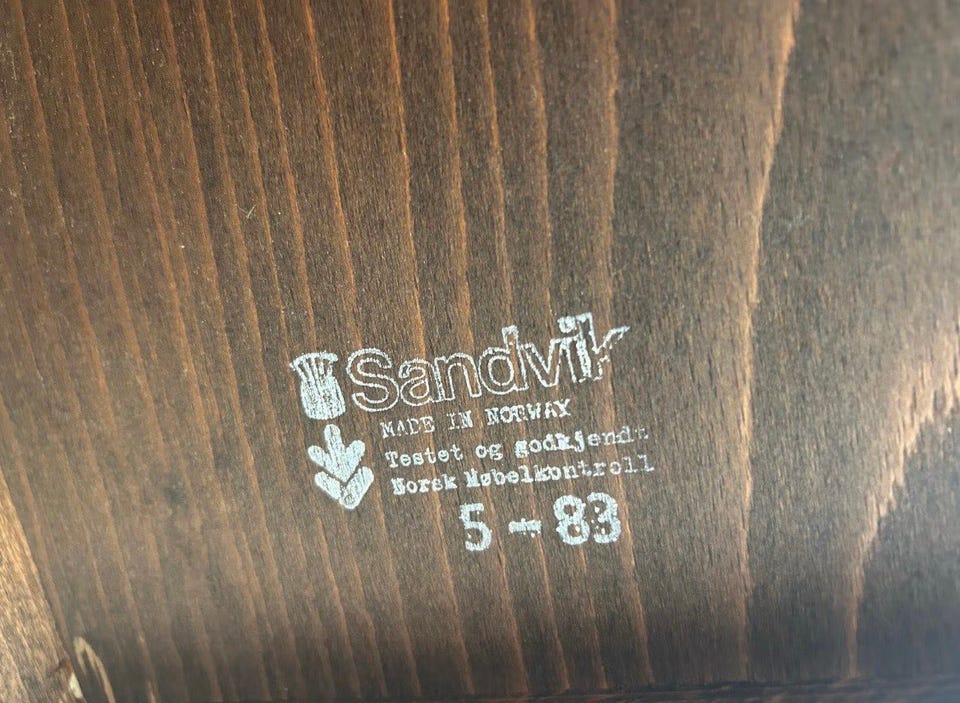 Sandvik
MADE IN NORWAY
Testet og godkjendt
Norsk Møbelkontroll
5-83